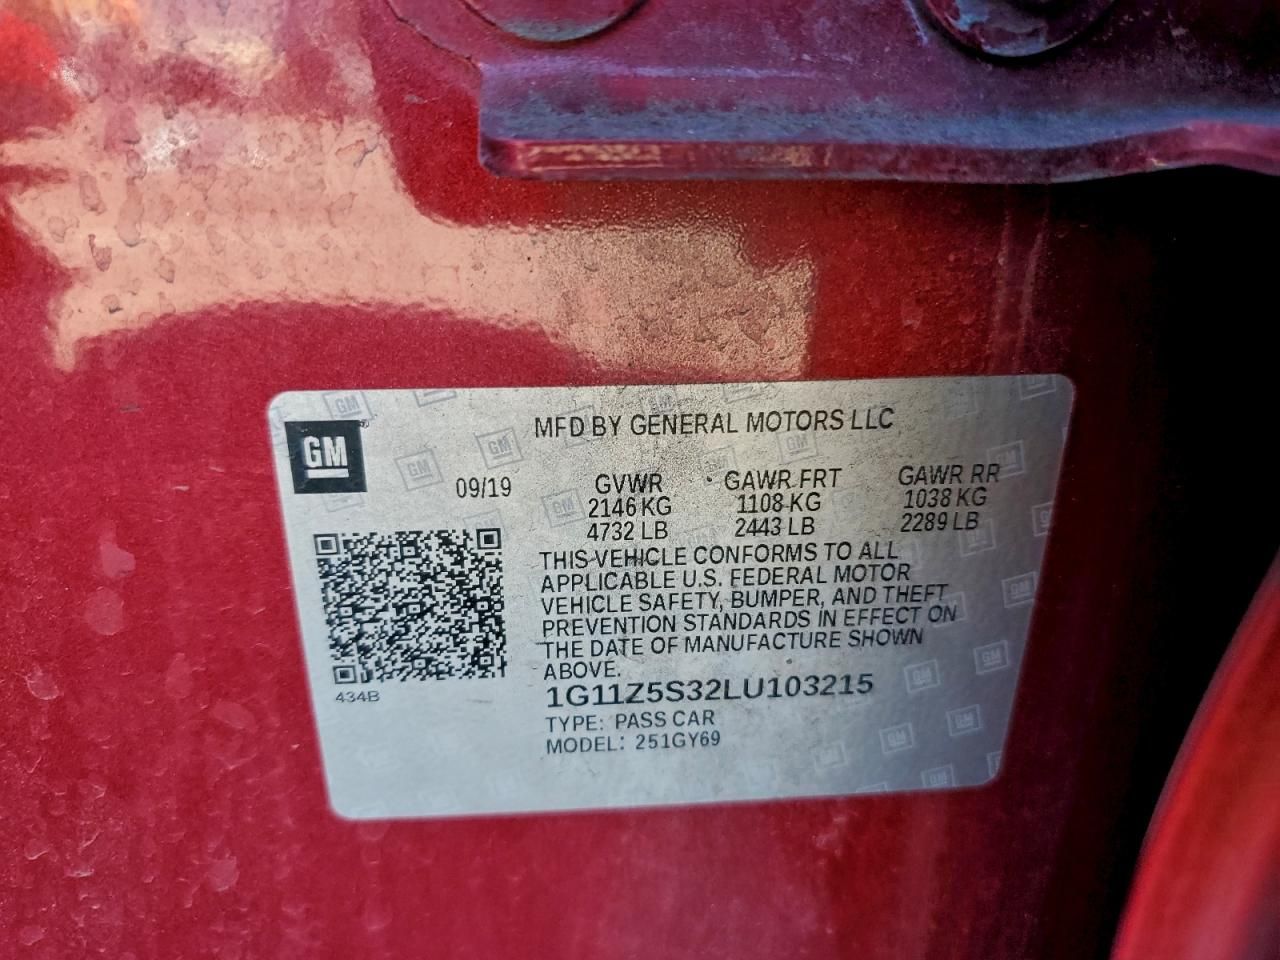 MFD BY GENERAL MOTORS LLC
GM
09/19
GVWR GAWR FRT GAWR RR
2146 KG 1108 KG 1038 KG
4732 LB 2443 LB 2289 LB
THIS VEHICLE CONFORMS TO ALL
APPLICABLE U.S. FEDERAL MOTOR
VEHICLE SAFETY, BUMPER, AND THEFT
PREVENTION STANDARDS IN EFFECT ON
THE DATE OF MANUFACTURE SHOWN
ABOVE.
434B
1G11Z5S32LU103215
TYPE: PASS CAR
MODEL: 251GY69